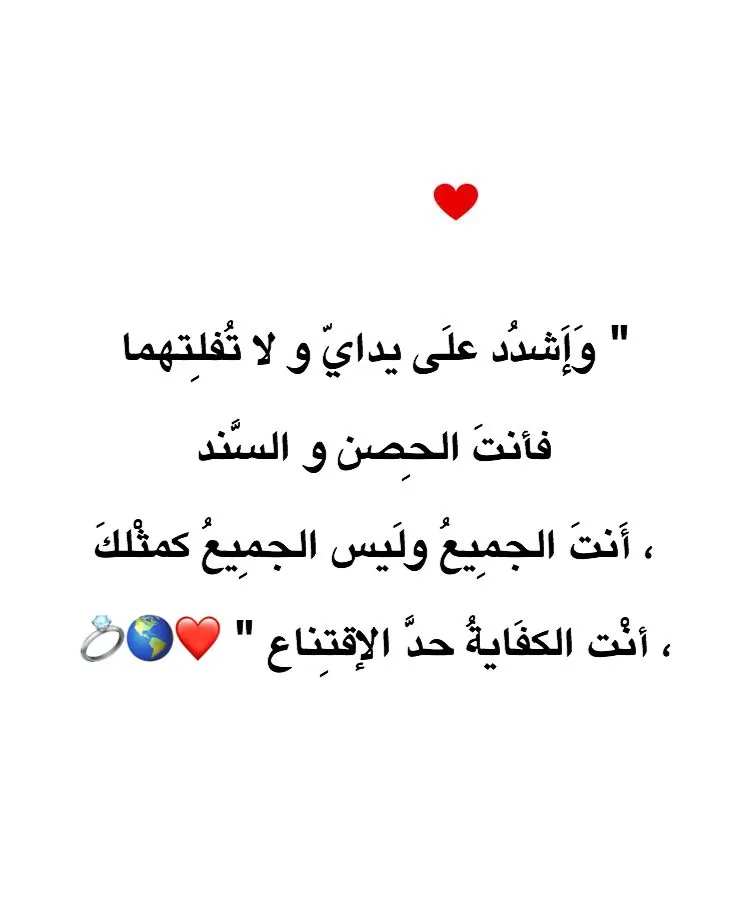 ❤
" وَإَشدُد علَى يدايّ و لا تُفلِتهما
فأنتَ الحِصن و السَّند
، أَنتَ الجمِيعُ ولَيس الجمِيعُ كمثْلكَ
، أنْت الكفَايةُ حدَّ الإقتِناع " ❤️🌎💍